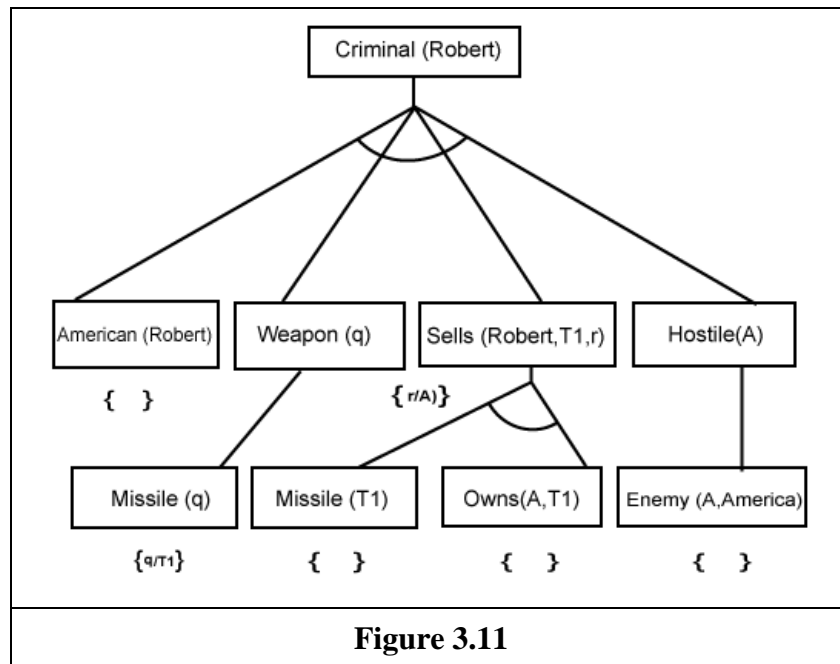 Criminal (Robert)
American (Robert)
Weapon (q)
Sells (Robert,T1,r)
Hostile(A)
{ }
{r/A)}
Missile (q)
Missile (T1)
Owns(A,T1)
Enemy (A,America)
{q/T1}
{ }
{ }
{ }
Figure 3.11